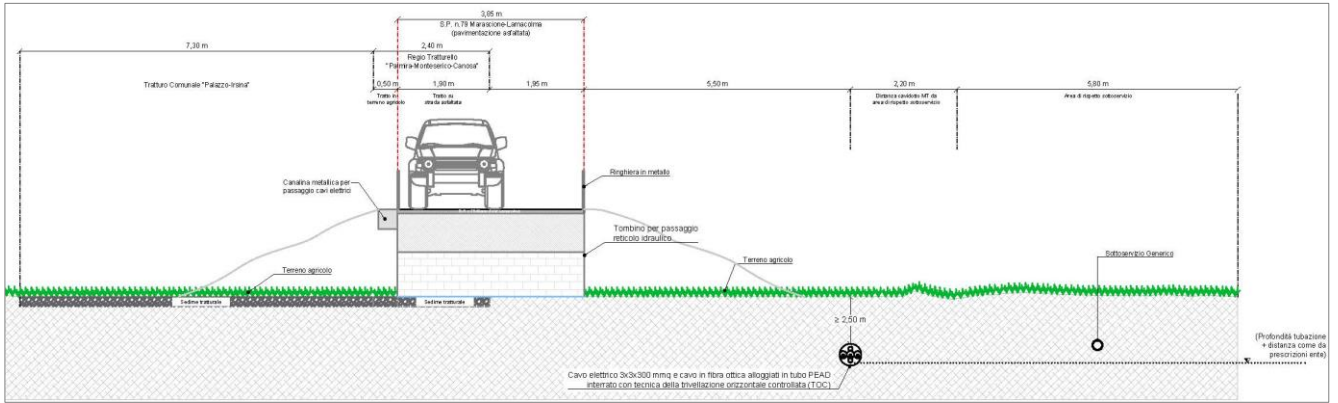 3,85 m
S.P. n.79 Marascione-Lamacolma
(pavimentazione asfaltata)
7,30 m
2,40 m
Regio Tratturello
"Palmira-Monteserico-Canosa"
Tratturo Comunale "Palazzo-Irsina"
0,50 m
1,90 m
1,95 m
5,50 m
2,20 m
5,80 m
Tratto in
terreno agricolo
Tratto su
strada asfaltata
Distanza cavidotto MT da
area di rispetto sottoservizio
Area di rispetto sottoservizio
Canalina metallica per
passaggio cavi elettrici
Ringhiera in metallo
Tombino per passaggio
reticolo idraulico
Terreno agricolo
Terreno agricolo
Sottoservizio Generico
Sedime tratturale
Sedime tratturale
≥ 2,50 m
(Profondità tubazione
+ distanza come da
prescrizioni ente)
Cavo elettrico 3x3x300 mmq e cavo in fibra ottica alloggiati in tubo PEAD
interrato con tecnica della trivellazione orizzontale controllata (TOC)